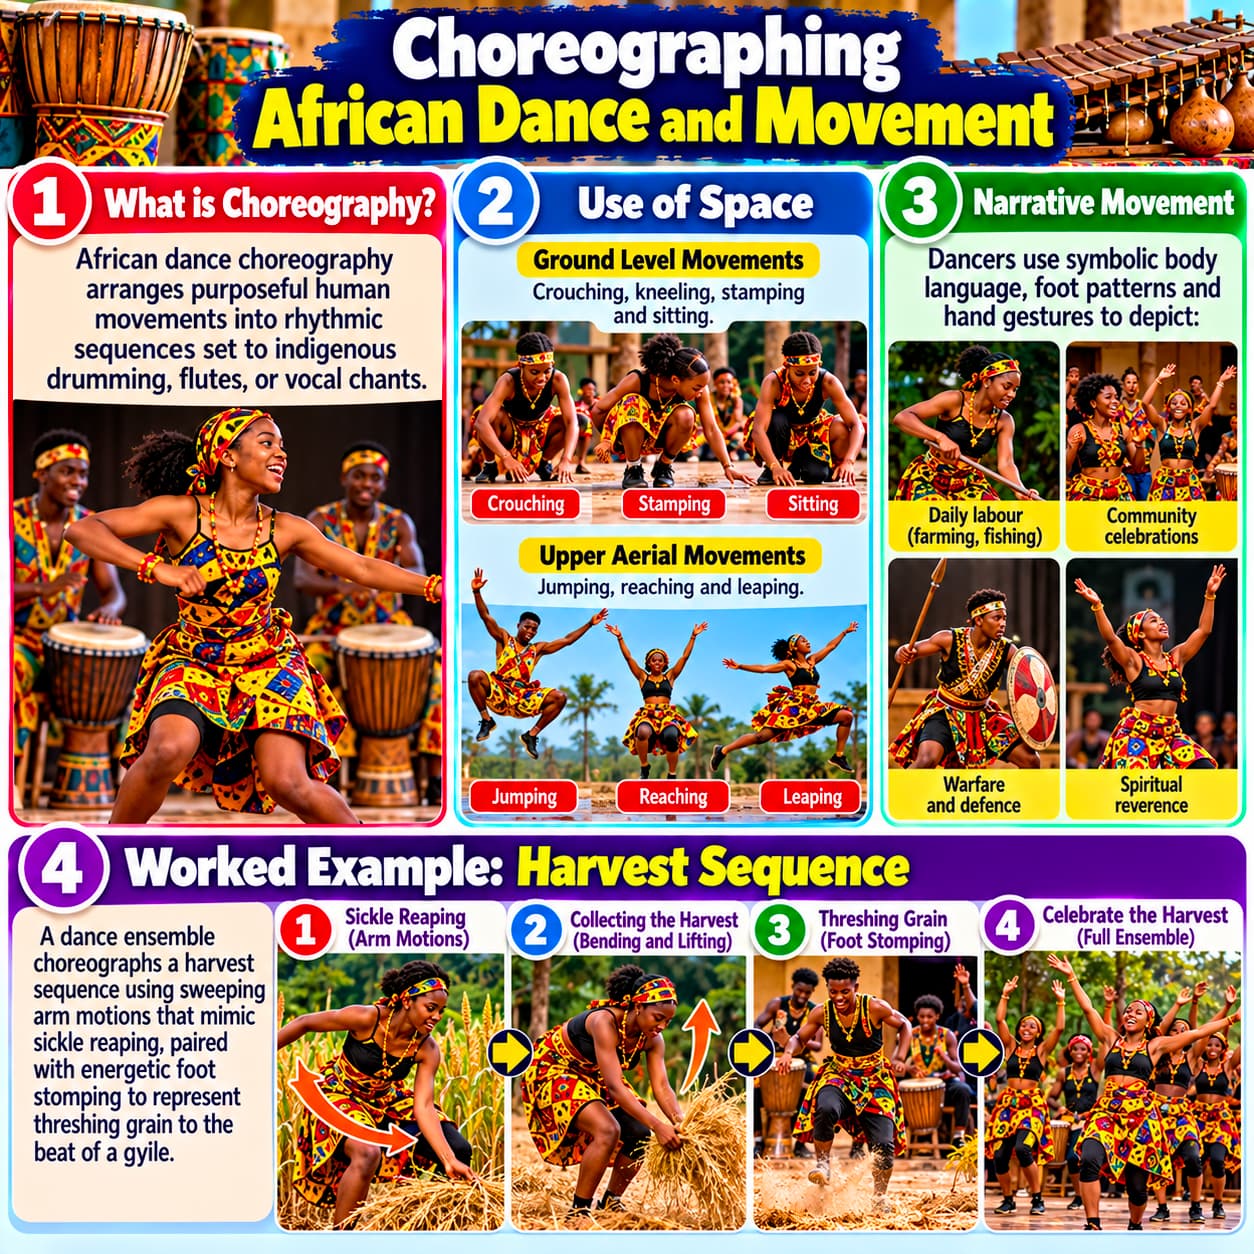 Choreographing
African Dance and Movement
1
What is Choreography?
African dance choreography
arranges purposeful human
movements into rhythmic
sequences set to indigenous
drumming, flutes, or vocal chants.
2
Use of Space
Ground Level Movements
Crouching, kneeling, stamping
and sitting.
Crouching
Stamping
Sitting
Upper Aerial Movements
Jumping, reaching and leaping.
Jumping
Reaching
Leaping
3
Narrative Movement
Dancers use symbolic body
language, foot patterns and
hand gestures to depict:
Daily labour
(farming, fishing)
Community
celebrations
Warfare
and defence
Spiritual
reverence
4
Worked Example: Harvest Sequence
A dance ensemble
choreographs a harvest
sequence using sweeping
arm motions that mimic
sickle reaping, paired
with energetic foot
stomping to represent
threshing grain to the
beat of a gyile.
1
Sickle Reaping
(Arm Motions)
2
Collecting the Harvest
(Bending and Lifting)
3
Threshing Grain
(Foot Stomping)
4
Celebrate the Harvest
(Full Ensemble)